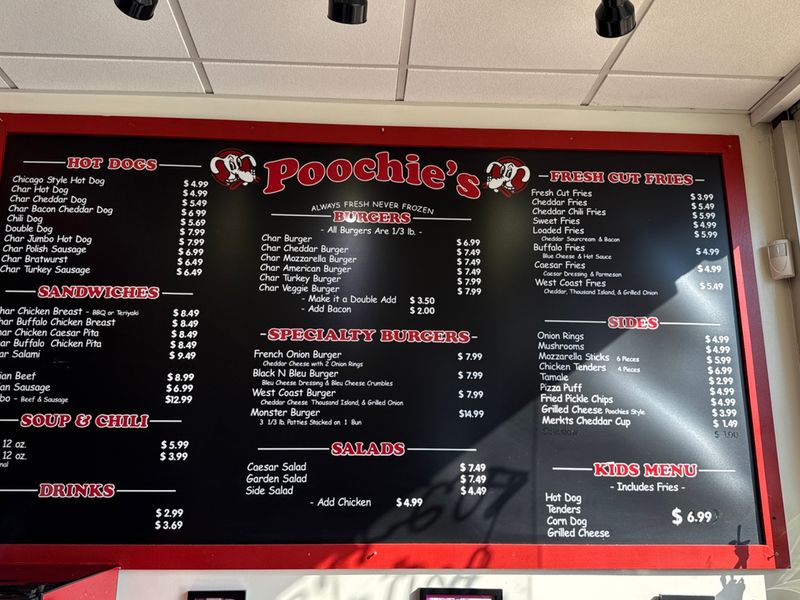 Poochie's
ALWAYS FRESH NEVER FROZEN
HOT DOGS
Chicago Style Hot Dog $ 4.99
Char Hot Dog $ 4.99
Char Cheddar Dog $ 5.49
Char Bacon Cheddar Dog $ 6.99
Chili Dog $ 5.69
Double Dog $ 7.99
Char Jumbo Hot Dog $ 7.99
Char Polish Sausage $ 6.99
Char Bratwurst $ 6.49
Char Turkey Sausage $ 6.49
SANDWICHES
har Chicken Breast - BBQ or Teriyaki $ 8.49
har Buffalo Chicken Breast $ 8.49
ar Chicken Caesar Pita $ 8.49
ar Buffalo Chicken Pita $ 8.49
ar Salami $ 9.49
ian Beef $ 8.99
an Sausage $ 6.99
bo - Beef & Sausage $12.99
SOUP & CHILI
12 oz. $ 5.99
12 oz. $ 3.99
nal
DRINKS
$ 2.99
$ 3.69
BURGERS
- All Burgers Are 1/3 lb. -
Char Burger $ 6.99
Char Cheddar Burger $ 7.49
Char Mozzarella Burger $ 7.49
Char American Burger $ 7.49
Char Turkey Burger $ 7.99
Char Veggie Burger $ 7.99
- Make it a Double Add $ 3.50
- Add Bacon $ 2.00
SPECIALTY BURGERS
French Onion Burger $ 7.99
Cheddar Cheese with 2 Onion Rings
Black N Bleu Burger $ 7.99
Bleu Cheese Dressing & Bleu Cheese Crumbles
West Coast Burger $ 7.99
Cheddar Cheese Thousand Island, & Grilled Onion
Monster Burger $14.99
3 1/3 lb. Patties Stacked on 1 Bun
SALADS
Caesar Salad $ 7.49
Garden Salad $ 7.49
Side Salad $ 4.49
- Add Chicken $ 4.99
FRESH CUT FRIES
Fresh Cut Fries $ 3.99
Cheddar Fries $ 5.49
Cheddar Chili Fries $ 5.99
Sweet Fries $ 4.99
Loaded Fries $ 5.99
Cheddar Sourcream & Bacon
Buffalo Fries $ 4.99
Blue Cheese & Hot Sauce
Caesar Fries $ 4.99
Caesar Dressing & Parmesan
West Coast Fries $ 5.49
Cheddar, Thousand Island, & Grilled Onion
SIDES
Onion Rings $ 4.99
Mushrooms $ 4.99
Mozzarella Sticks 6 Pieces $ 5.99
Chicken Tenders 4 Pieces $ 6.99
Tamale $ 2.99
Pizza Puff $ 4.99
Fried Pickle Chips $ 4.99
Grilled Cheese Poochies Style $ 3.99
Merkts Cheddar Cup $ 1.49
KIDS MENU
- Includes Fries -
Hot Dog
Tenders
Corn Dog
Grilled Cheese
$ 6.99